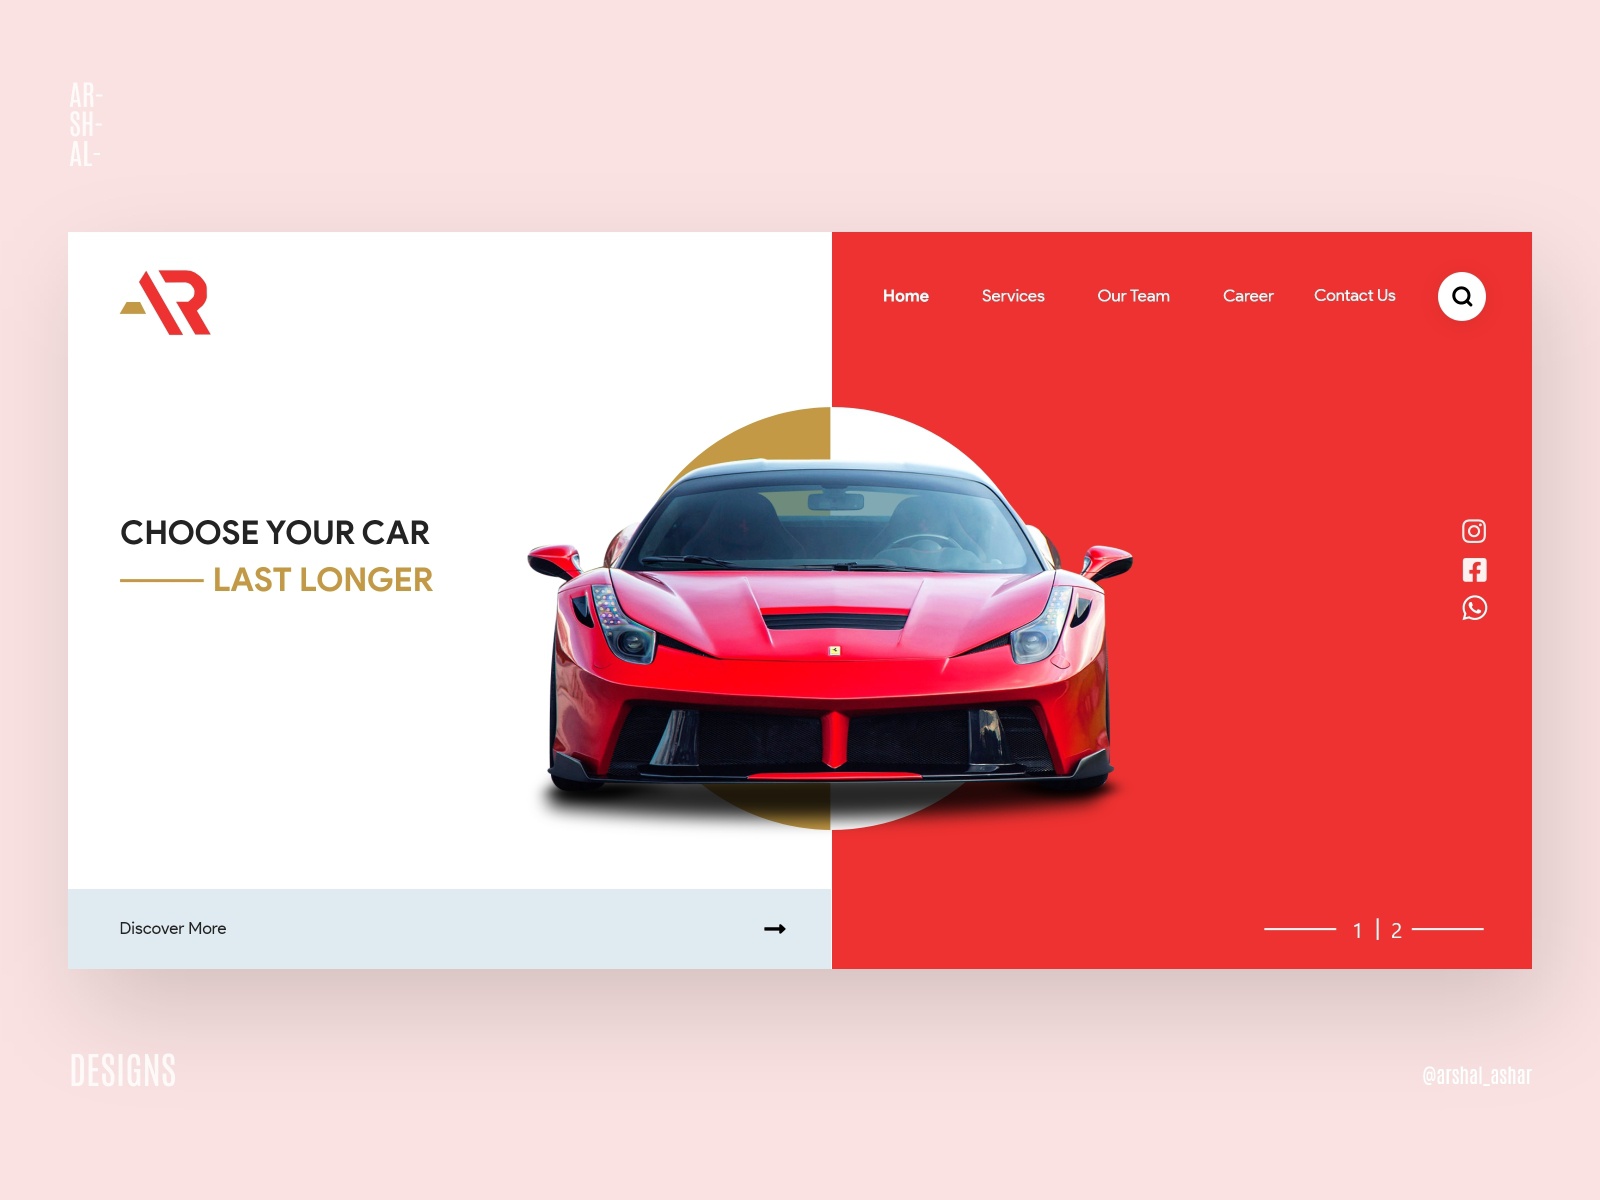 AR-
SH-
AL-
AR
Home Services Our Team Career Contact Us
CHOOSE YOUR CAR
LAST LONGER
Discover More
1 | 2
DESIGNS
@arshal_ashar